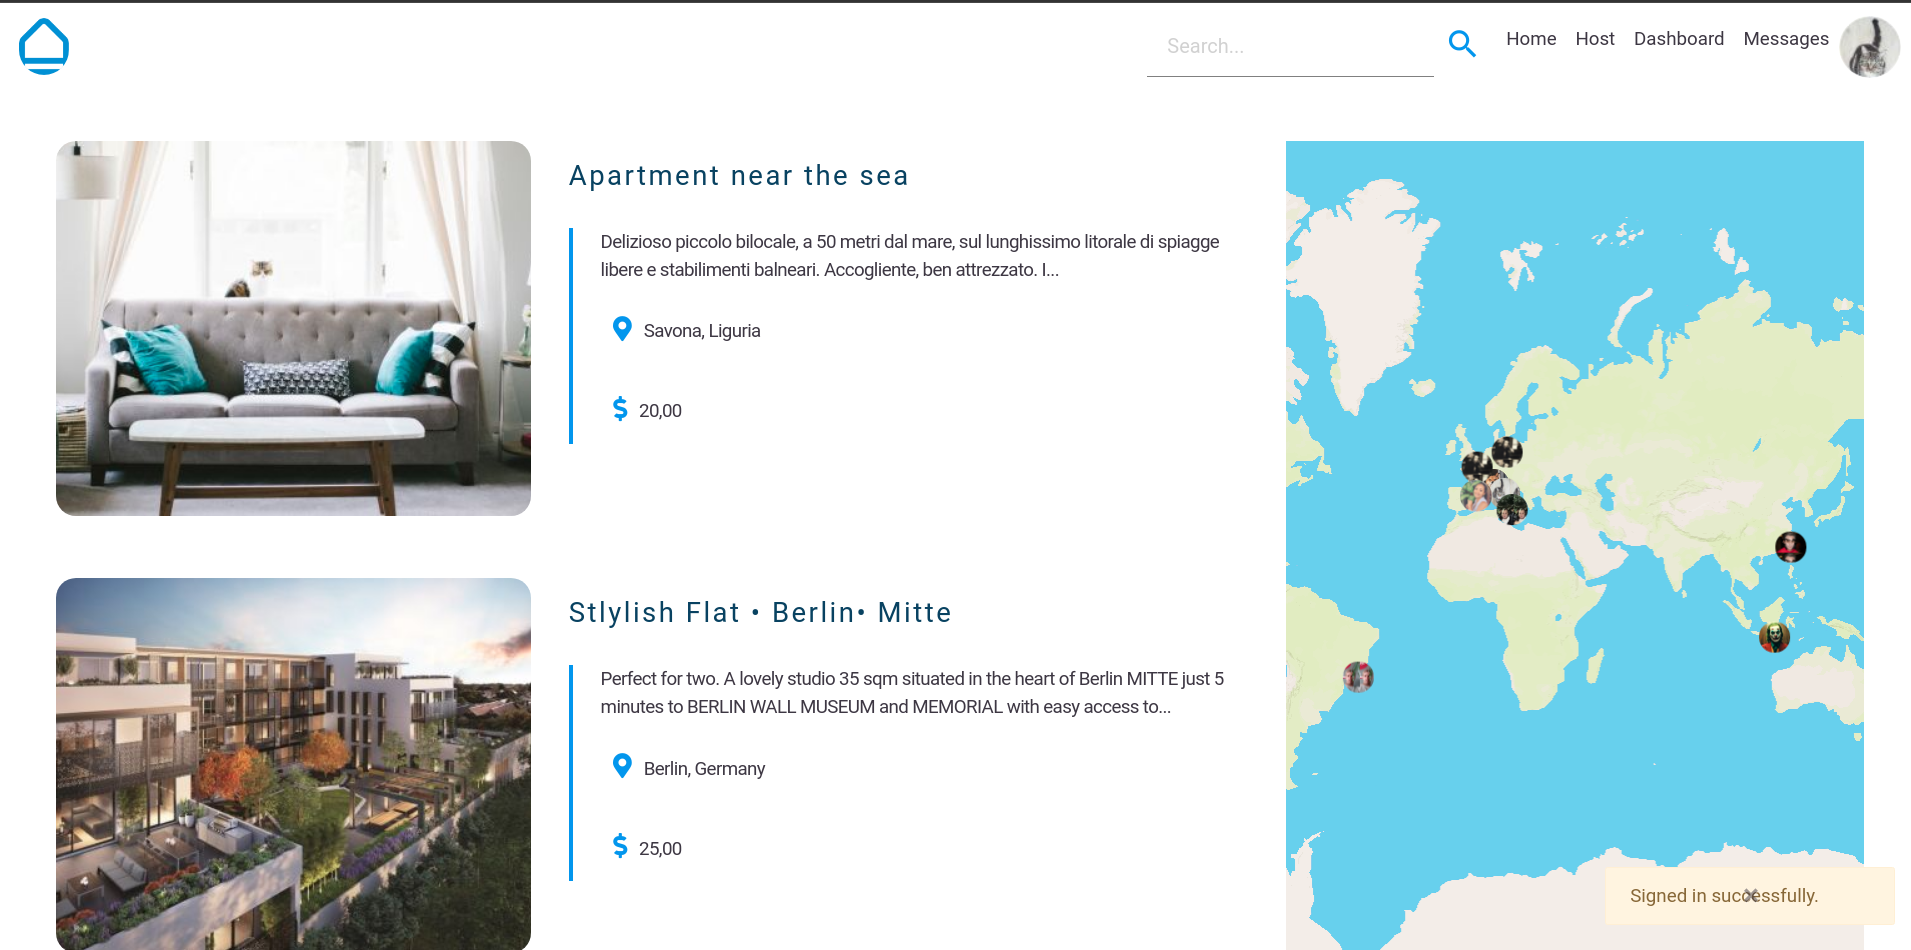 Search...
Home Host Dashboard Messages
Apartment near the sea
Delizioso piccolo bilocale, a 50 metri dal mare, sul lunghissimo litorale di spiagge
libere e stabilimenti balneari. Accogliente, ben attrezzato. I...
Savona, Liguria
$ 20,00
Stlylish Flat • Berlin• Mitte
Perfect for two. A lovely studio 35 sqm situated in the heart of Berlin MITTE just 5
minutes to BERLIN WALL MUSEUM and MEMORIAL with easy access to...
Berlin, Germany
$ 25,00
Signed in successfully.